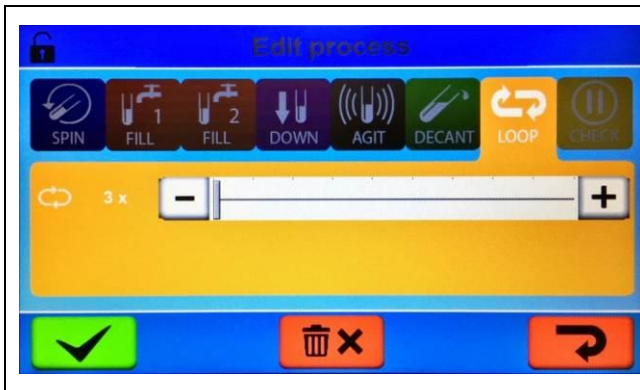 Edit process
SPIN
1
FILL
2
FILL
DOWN
AGIT
DECANT
LOOP
CHECK
3 x